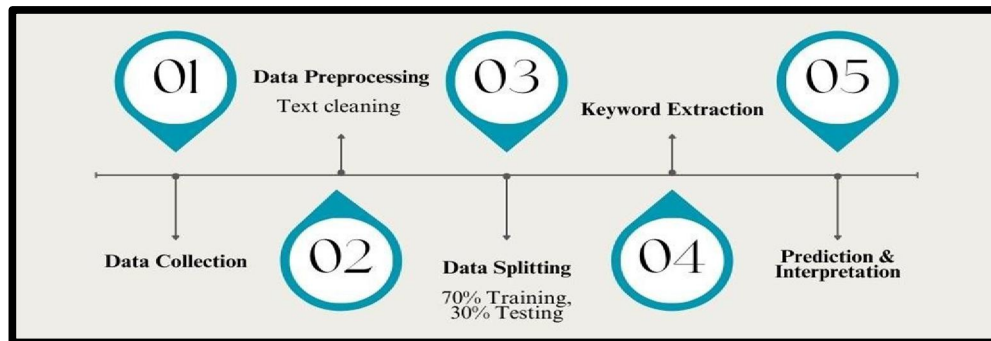 01
Data Collection
Data Preprocessing
Text cleaning
02
03
Data Splitting
70% Training,
30% Testing
Keyword Extraction
04
05
Prediction &
Interpretation